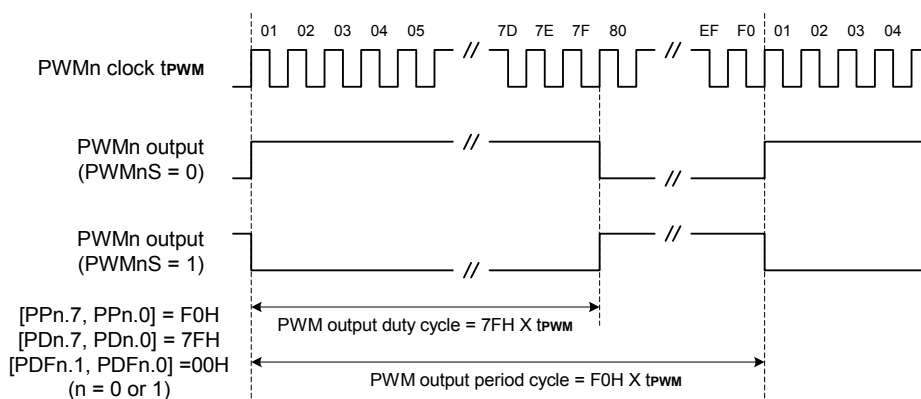 01 02 03 04 05 // 7D 7E 7F 80 // EF F0 01 02 03 04
PWMn clock tPWM
PWMn output
(PWMnS = 0)
//
//
PWMn output
(PWMnS = 1)
//
//
[PPn.7, PPn.0] = F0H
[PDn.7, PDn.0] = 7FH
[PDFn.1, PDFn.0] =00H
(n = 0 or 1)
PWM output duty cycle = 7FH X tPWM
PWM output period cycle = F0H X tPWM